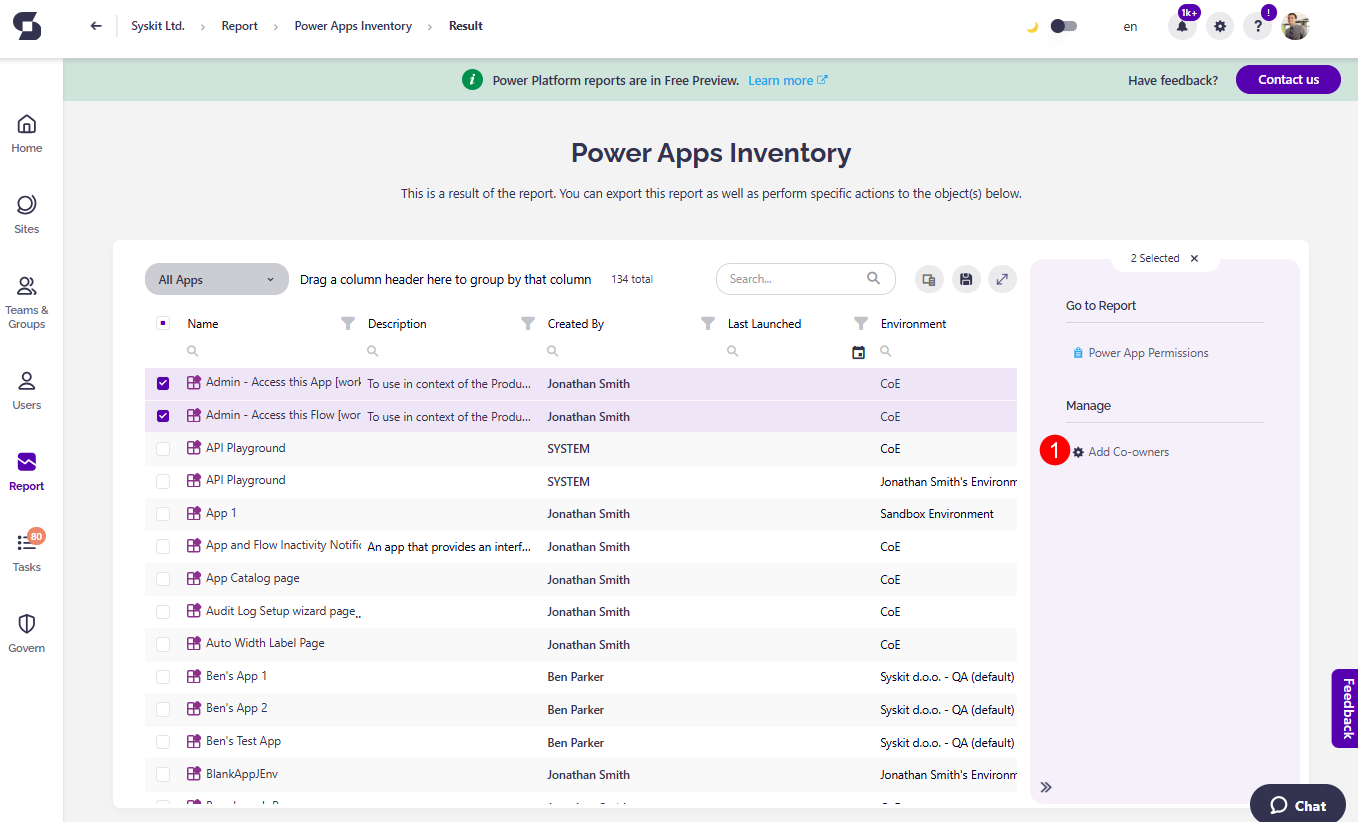 Syskit Ltd. > Report > Power Apps Inventory > Result
en
1k+
!
?
i Power Platform reports are in Free Preview. Learn more
Have feedback?
Contact us
Home
Sites
Teams & Groups
Users
Report
80
Tasks
Govern
Power Apps Inventory
This is a result of the report. You can export this report as well as perform specific actions to the object(s) below.
All Apps
Drag a column header here to group by that column
134 total
Search...
Name Description Created By Last Launched Environment
Admin - Access this App [work To use in context of the Produ... Jonathan Smith CoE
Admin - Access this Flow [wor To use in context of the Produ... Jonathan Smith CoE
API Playground SYSTEM CoE
API Playground SYSTEM Jonathan Smith's Environm
App 1 Jonathan Smith Sandbox Environment
App and Flow Inactivity Notific An app that provides an interf... Jonathan Smith CoE
App Catalog page Jonathan Smith CoE
Audit Log Setup wizard page,, Jonathan Smith CoE
Auto Width Label Page Jonathan Smith CoE
Ben's App 1 Ben Parker Syskit d.o.o. - QA (default)
Ben's App 2 Ben Parker Syskit d.o.o. - QA (default)
Ben's Test App Ben Parker Syskit d.o.o. - QA (default)
BlankAppJEnv Jonathan Smith Jonathan Smith's Environm
2 Selected
Go to Report
Power App Permissions
Manage
1 Add Co-owners
Feedback
Chat